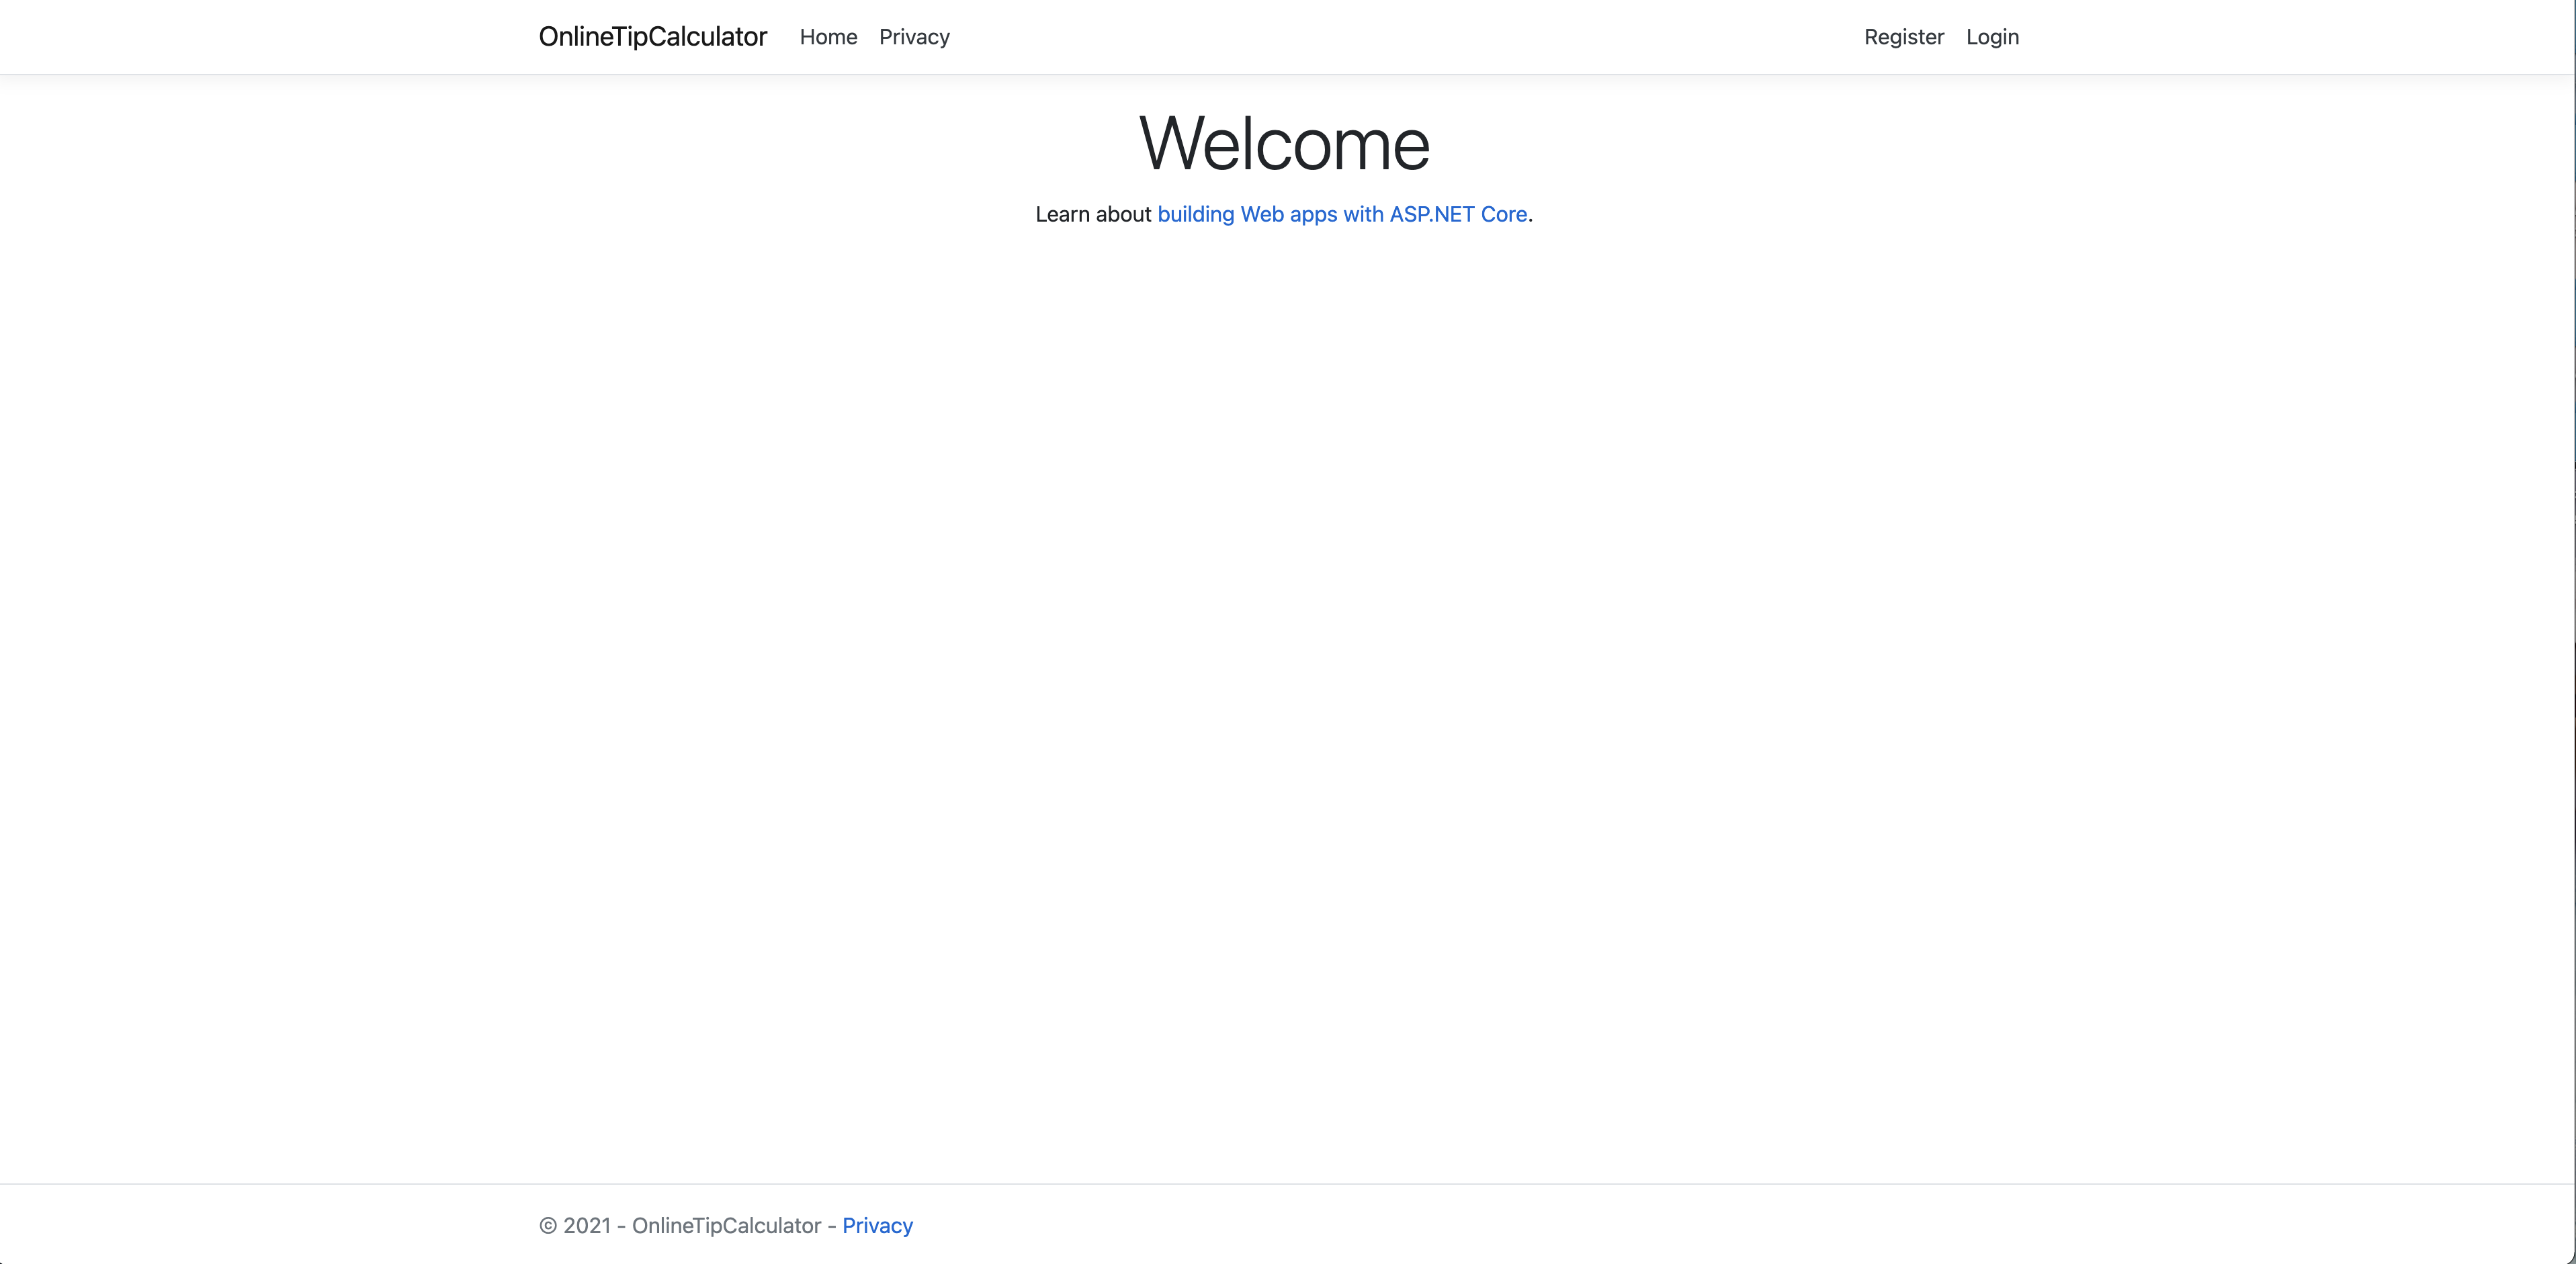 OnlineTipCalculator Home Privacy Register Login
Welcome
Learn about building Web apps with ASP.NET Core.
© 2021 - OnlineTipCalculator - Privacy